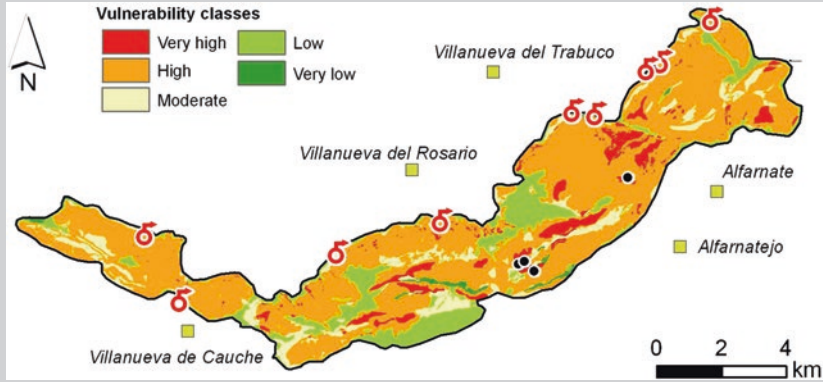 Vulnerability classes
Very high
High
Moderate
Low
Very low
N
Villanueva del Trabuco
Villanueva del Rosario
Alfarnate
Alfarnatejo
Villanueva de Cauche
0 2 4
km